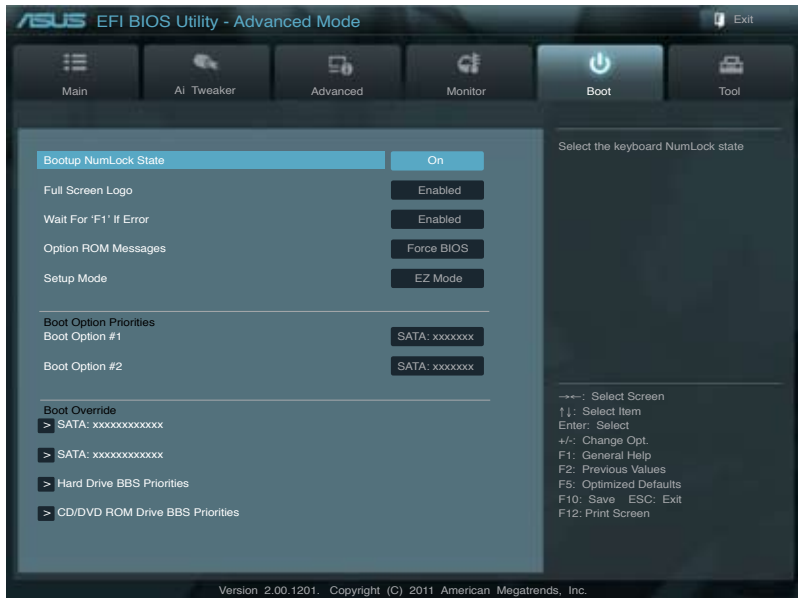 ASUS EFI BIOS Utility - Advanced Mode
Exit
Main
Ai Tweaker
Advanced
Monitor
Boot
Tool
Bootup NumLock State On
Full Screen Logo Enabled
Wait For ‘F1’ If Error Enabled
Option ROM Messages Force BIOS
Setup Mode EZ Mode
Boot Option Priorities
Boot Option #1 SATA: xxxxxxx
Boot Option #2 SATA: xxxxxxx
Boot Override
> SATA: xxxxxxxxxxxx
> SATA: xxxxxxxxxxxx
> Hard Drive BBS Priorities
> CD/DVD ROM Drive BBS Priorities
Select the keyboard NumLock state
→←: Select Screen
↑↓: Select Item
Enter: Select
+/-: Change Opt.
F1: General Help
F2: Previous Values
F5: Optimized Defaults
F10: Save ESC: Exit
F12: Print Screen
Version 2.00.1201. Copyright (C) 2011 American Megatrends, Inc.